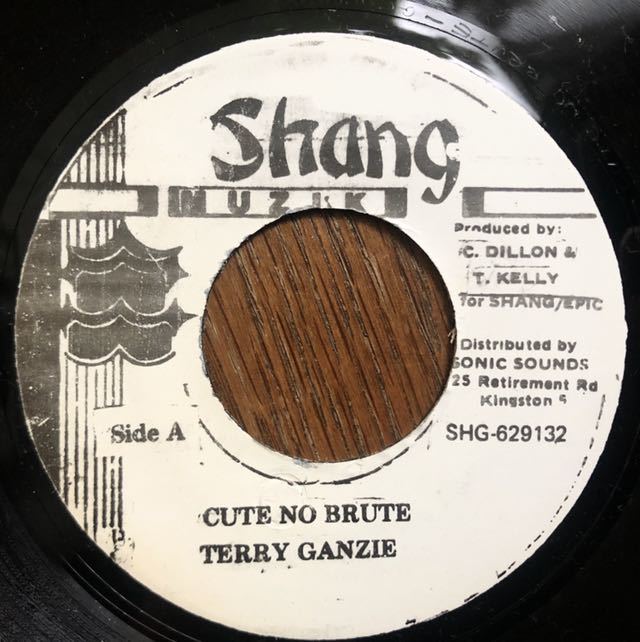 Shang
MUZIK
Produced by:
C. DILLON &
T. KELLY
for SHANG/EPIC
Distributed by
SONIC SOUNDS
25 Retirement Rd
Kingston 5
Side A
SHG-629132
CUTE NO BRUTE
TERRY GANZIE